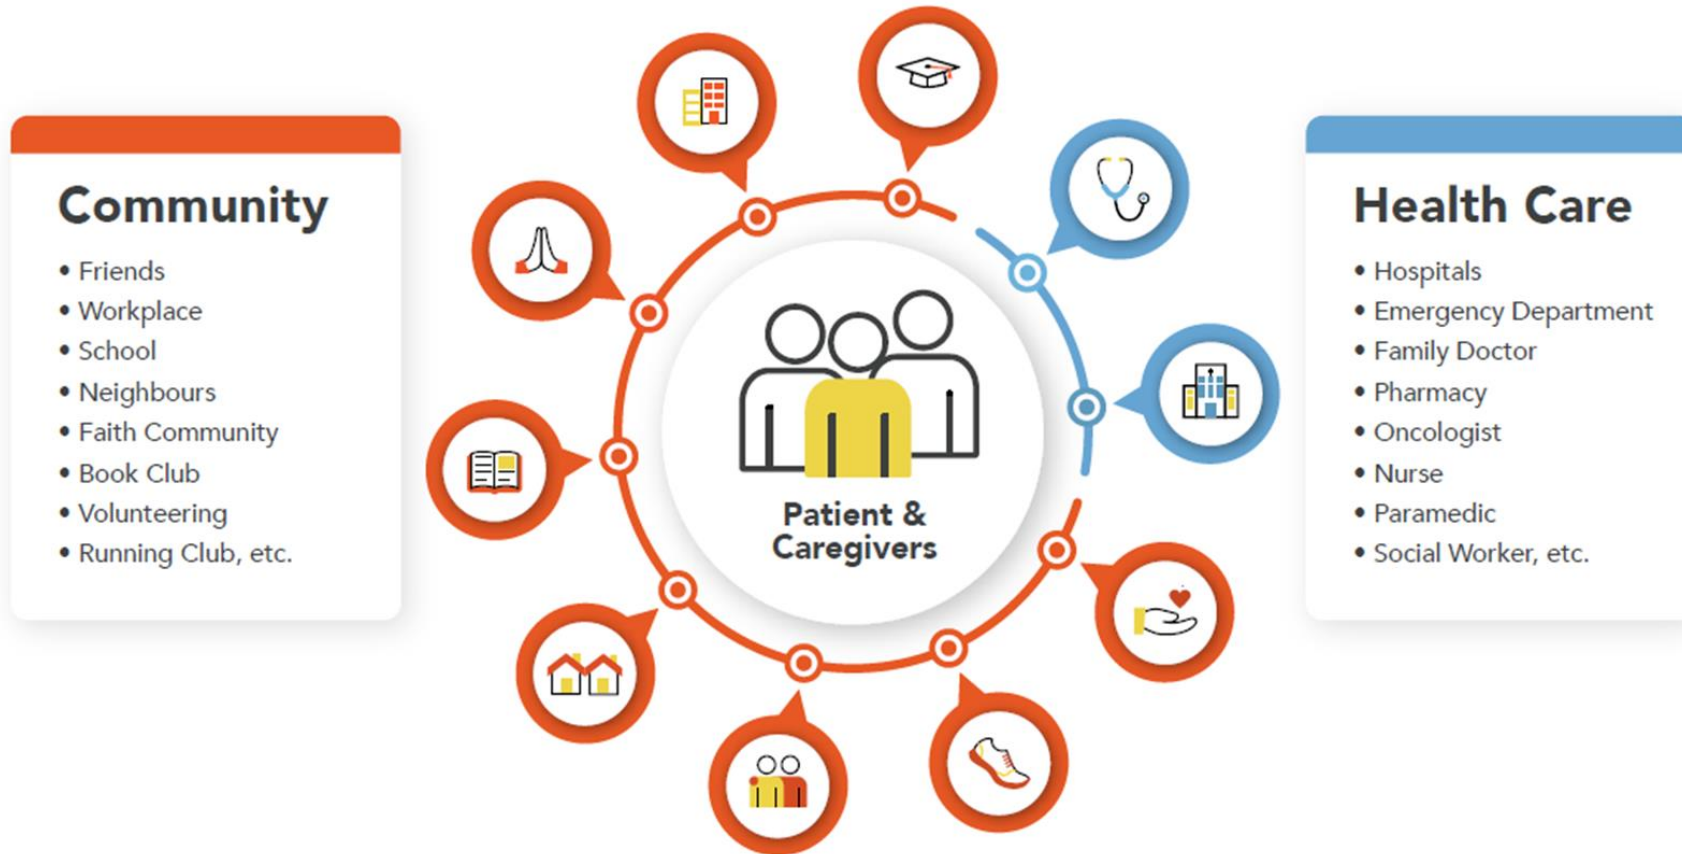 Community
• Friends
• Workplace
• School
• Neighbours
• Faith Community
• Book Club
• Volunteering
• Running Club, etc.
Patient &
Caregivers
Health Care
• Hospitals
• Emergency Department
• Family Doctor
• Pharmacy
• Oncologist
• Nurse
• Paramedic
• Social Worker, etc.